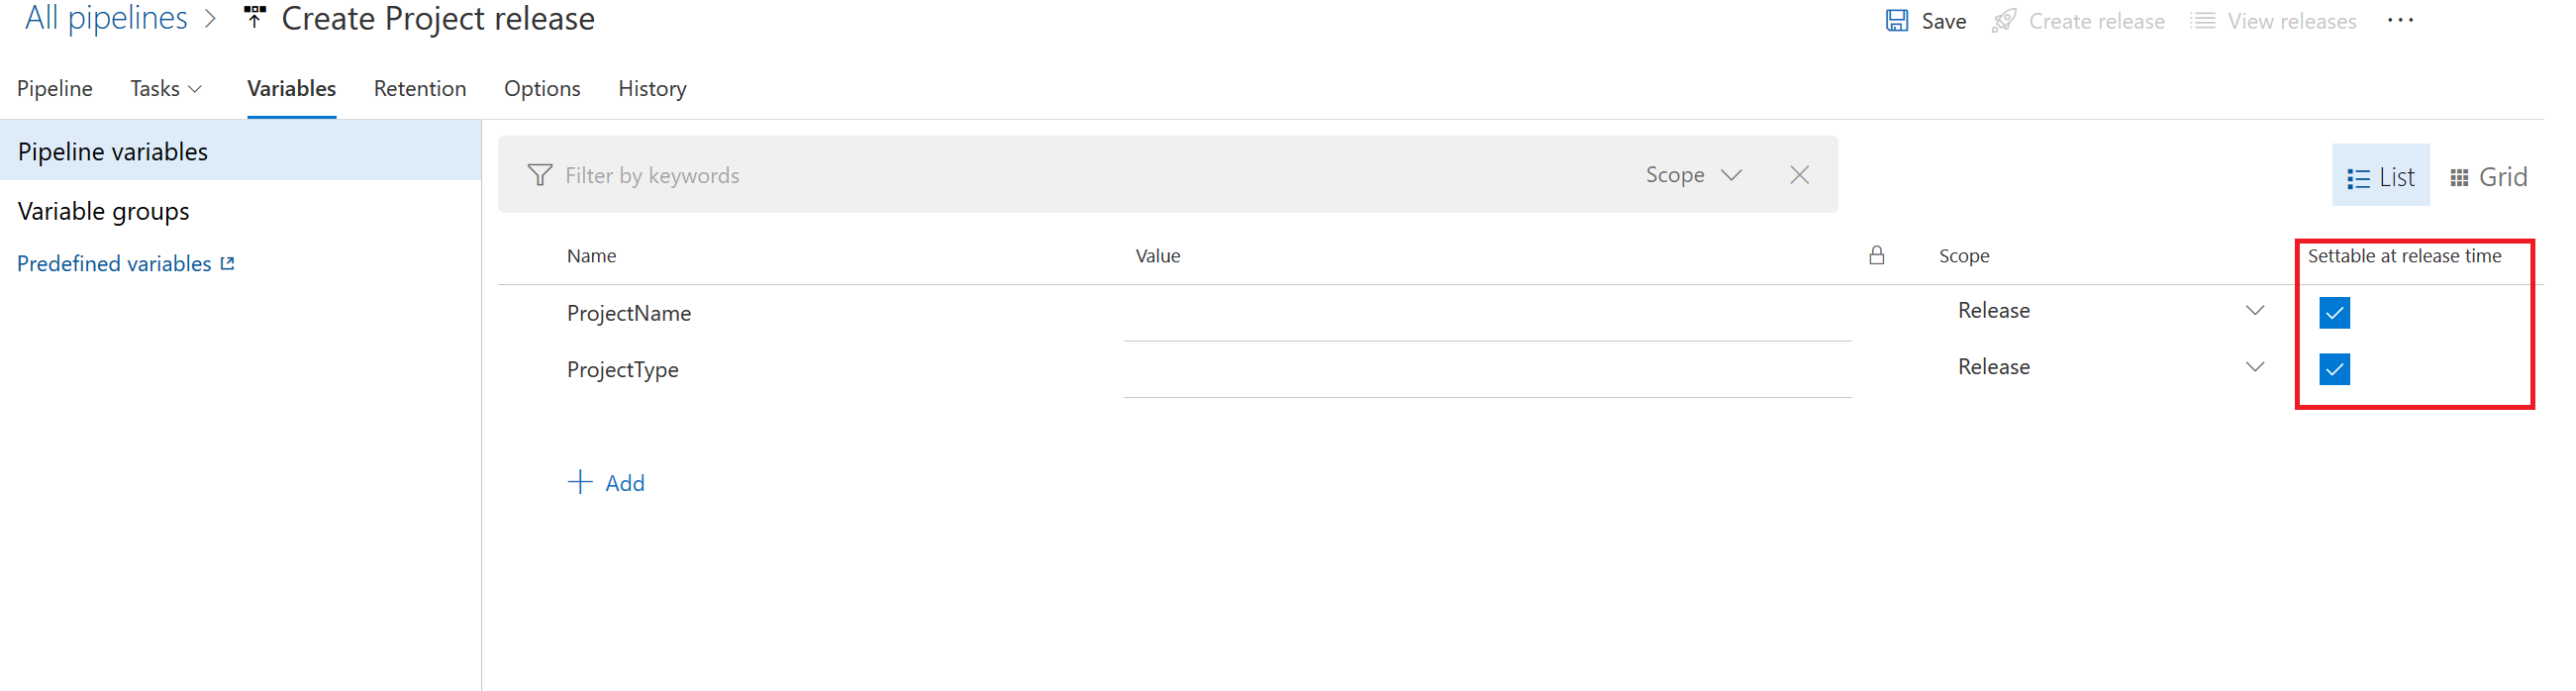 All pipelines > Create Project release
Save Create release View releases ...
Pipeline Tasks Variables Retention Options History
Pipeline variables
Variable groups
Predefined variables
Filter by keywords Scope
List Grid
Name Value Scope Settable at release time
ProjectName Release
ProjectType Release
+ Add